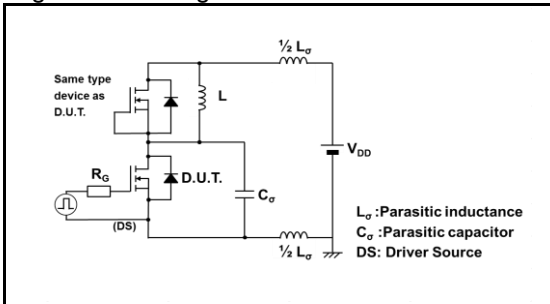 ½ Lσ
Same type
device as
D.U.T.
L
VDD
RG
D.U.T.
Cσ
(DS)
½ Lσ
Lσ :Parasitic inductance
Cσ :Parasitic capacitor
DS: Driver Source